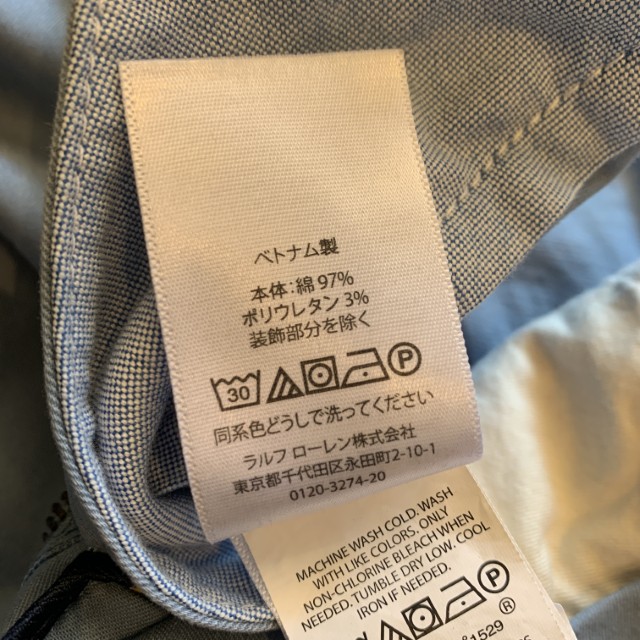 ベトナム製
本体:綿 97%
ポリウレタン 3%
装飾部分を除く
30 P
同系色どうしで洗ってください
ラルフ ローレン株式会社
東京都千代田区永田町2-10-1
0120-3274-20
MACHINE WASH COLD. WASH
WITH LIKE COLORS. ONLY
NON-CHLORINE BLEACH WHEN
NEEDED. TUMBLE DRY LOW. COOL
IRON IF NEEDED.
P
1529 ®